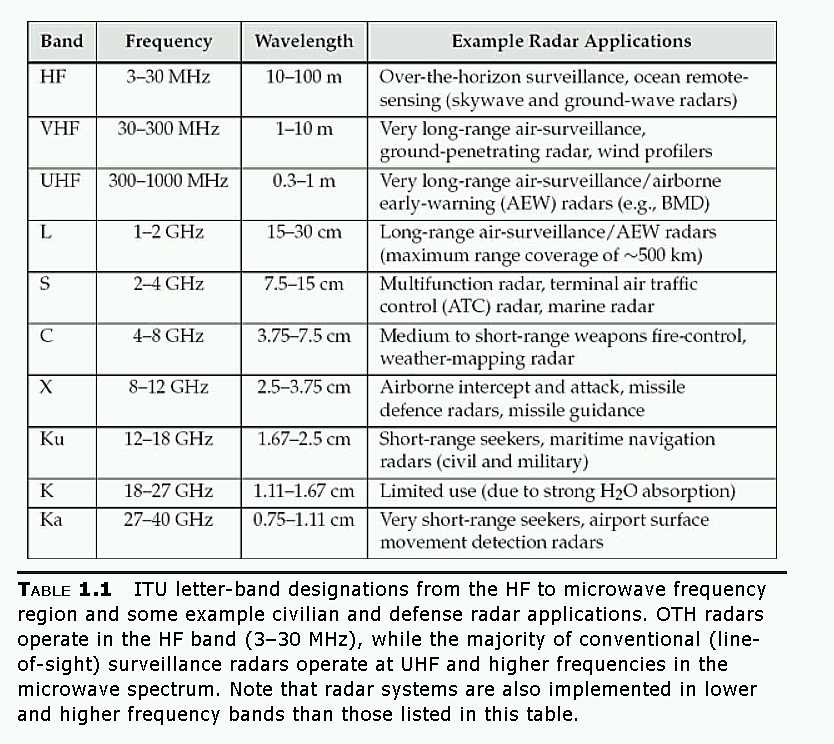 Band Frequency Wavelength Example Radar Applications
HF 3–30 MHz 10–100 m Over-the-horizon surveillance, ocean remote-
sensing (skywave and ground-wave radars)
VHF 30–300 MHz 1–10 m Very long-range air-surveillance,
ground-penetrating radar, wind profilers
UHF 300–1000 MHz 0.3–1 m Very long-range air-surveillance/airborne
early-warning (AEW) radars (e.g., BMD)
L 1–2 GHz 15–30 cm Long-range air-surveillance/AEW radars
(maximum range coverage of ~500 km)
S 2–4 GHz 7.5–15 cm Multifunction radar, terminal air traffic
control (ATC) radar, marine radar
C 4–8 GHz 3.75–7.5 cm Medium to short-range weapons fire-control,
weather-mapping radar
X 8–12 GHz 2.5–3.75 cm Airborne intercept and attack, missile
defence radars, missile guidance
Ku 12–18 GHz 1.67–2.5 cm Short-range seekers, maritime navigation
radars (civil and military)
K 18–27 GHz 1.11–1.67 cm Limited use (due to strong H2O absorption)
Ka 27–40 GHz 0.75–1.11 cm Very short-range seekers, airport surface
movement detection radars
TABLE 1.1 ITU letter-band designations from the HF to microwave frequency
region and some example civilian and defense radar applications. OTH radars
operate in the HF band (3–30 MHz), while the majority of conventional (line-
of-sight) surveillance radars operate at UHF and higher frequencies in the
microwave spectrum. Note that radar systems are also implemented in lower
and higher frequency bands than those listed in this table.